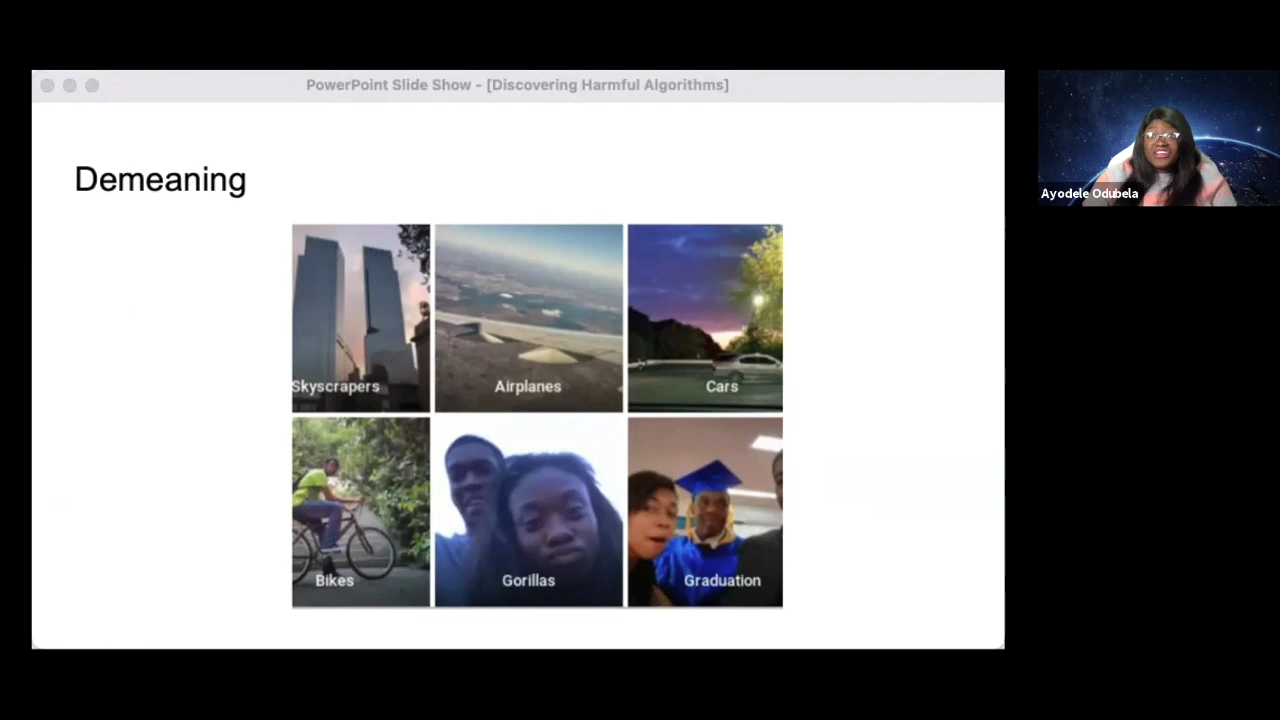 PowerPoint Slide Show - [Discovering Harmful Algorithms]
Demeaning
Ayodele Odubela
Skyscrapers
Airplanes
Cars
Bikes
Gorillas
Graduation